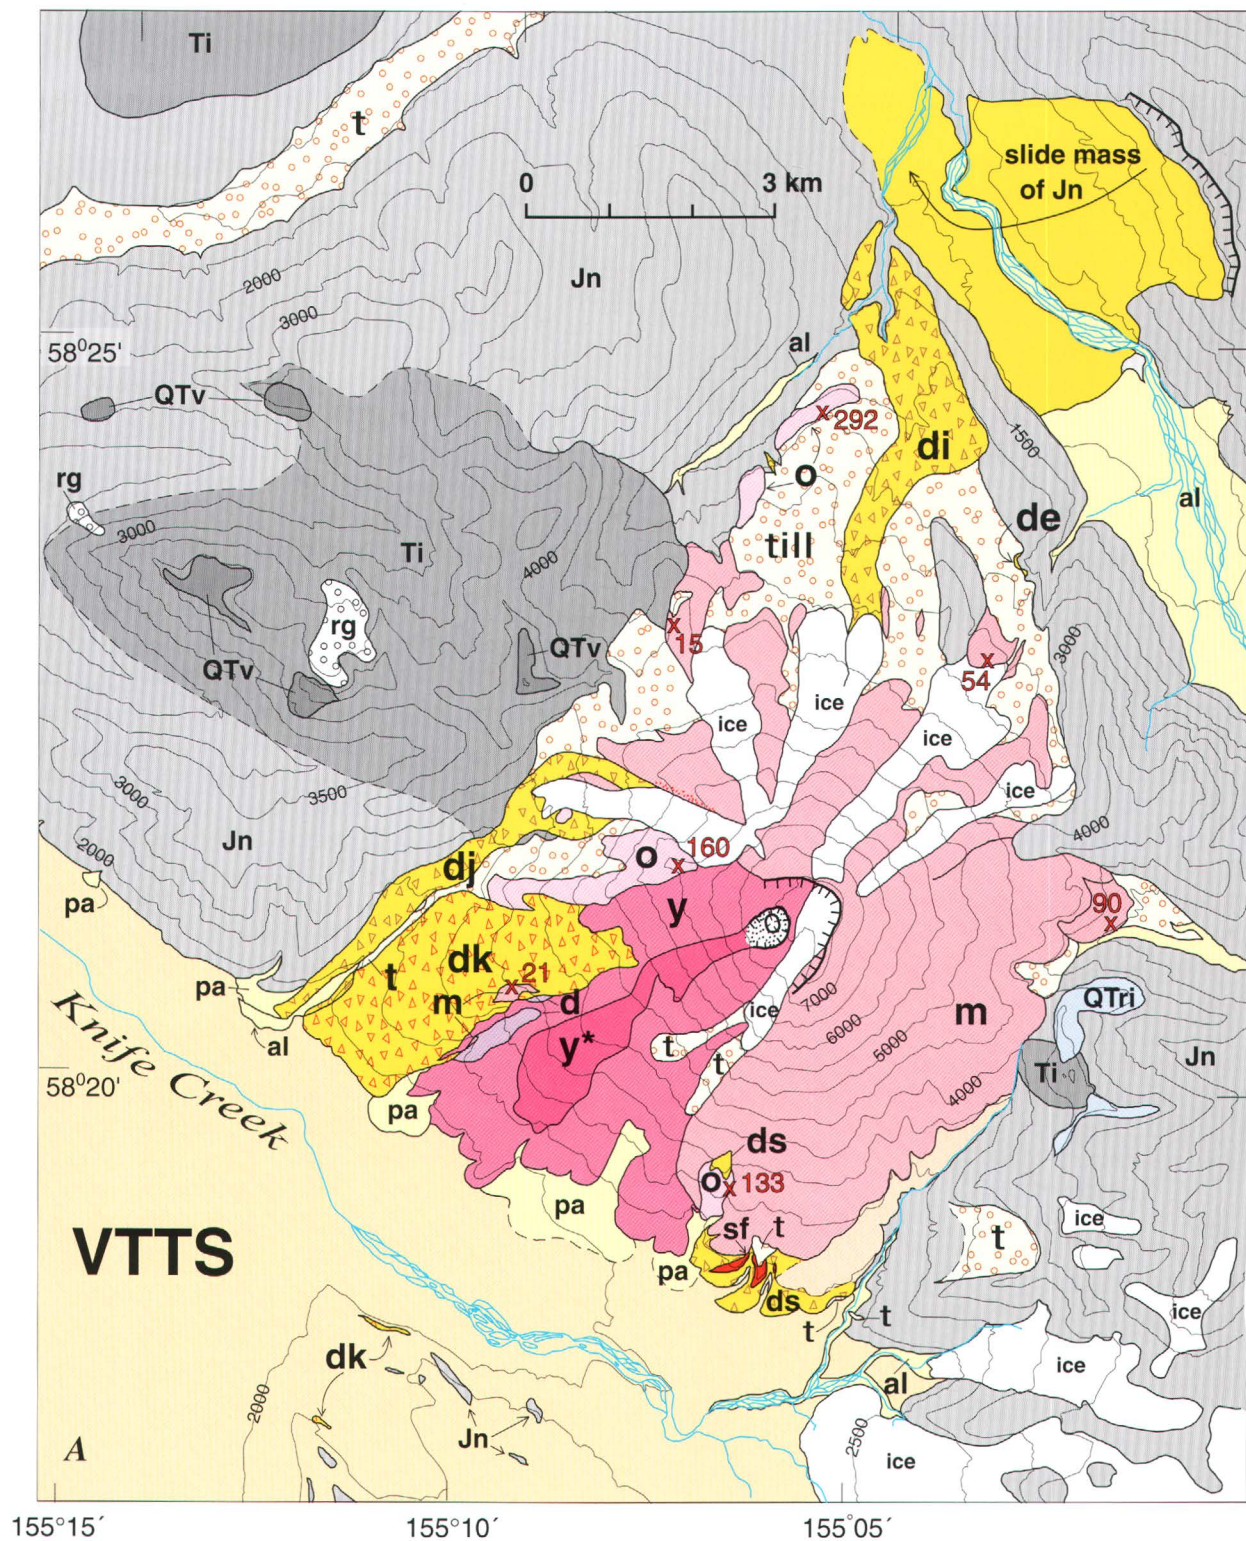 Ti
t
0 3 km
slide mass
of Jn
2000
Jn
3000
58⁰25'
al
QTv
292
1500
di
rg
o
al
3000
de
till
Ti
4000
rg
3000
15
QTv
QTv
54
ice
ice
ice
3000
3500
ice
2000
Jn
4000
160
o
dj
90
pa
y
dk
21
t
pa
m
d
7000
QTri
ice
m
y*
6000
t
5000
Jn
al
t
Ti
58⁰20'
4000
pa
Knife Creek
ds
o
133
pa
ice
sf
t
t
VTTS
pa
ds
ice
t
t
dk
ice
al
2000
Jn
2500
A
ice
155°15´
155°10´
155°05´